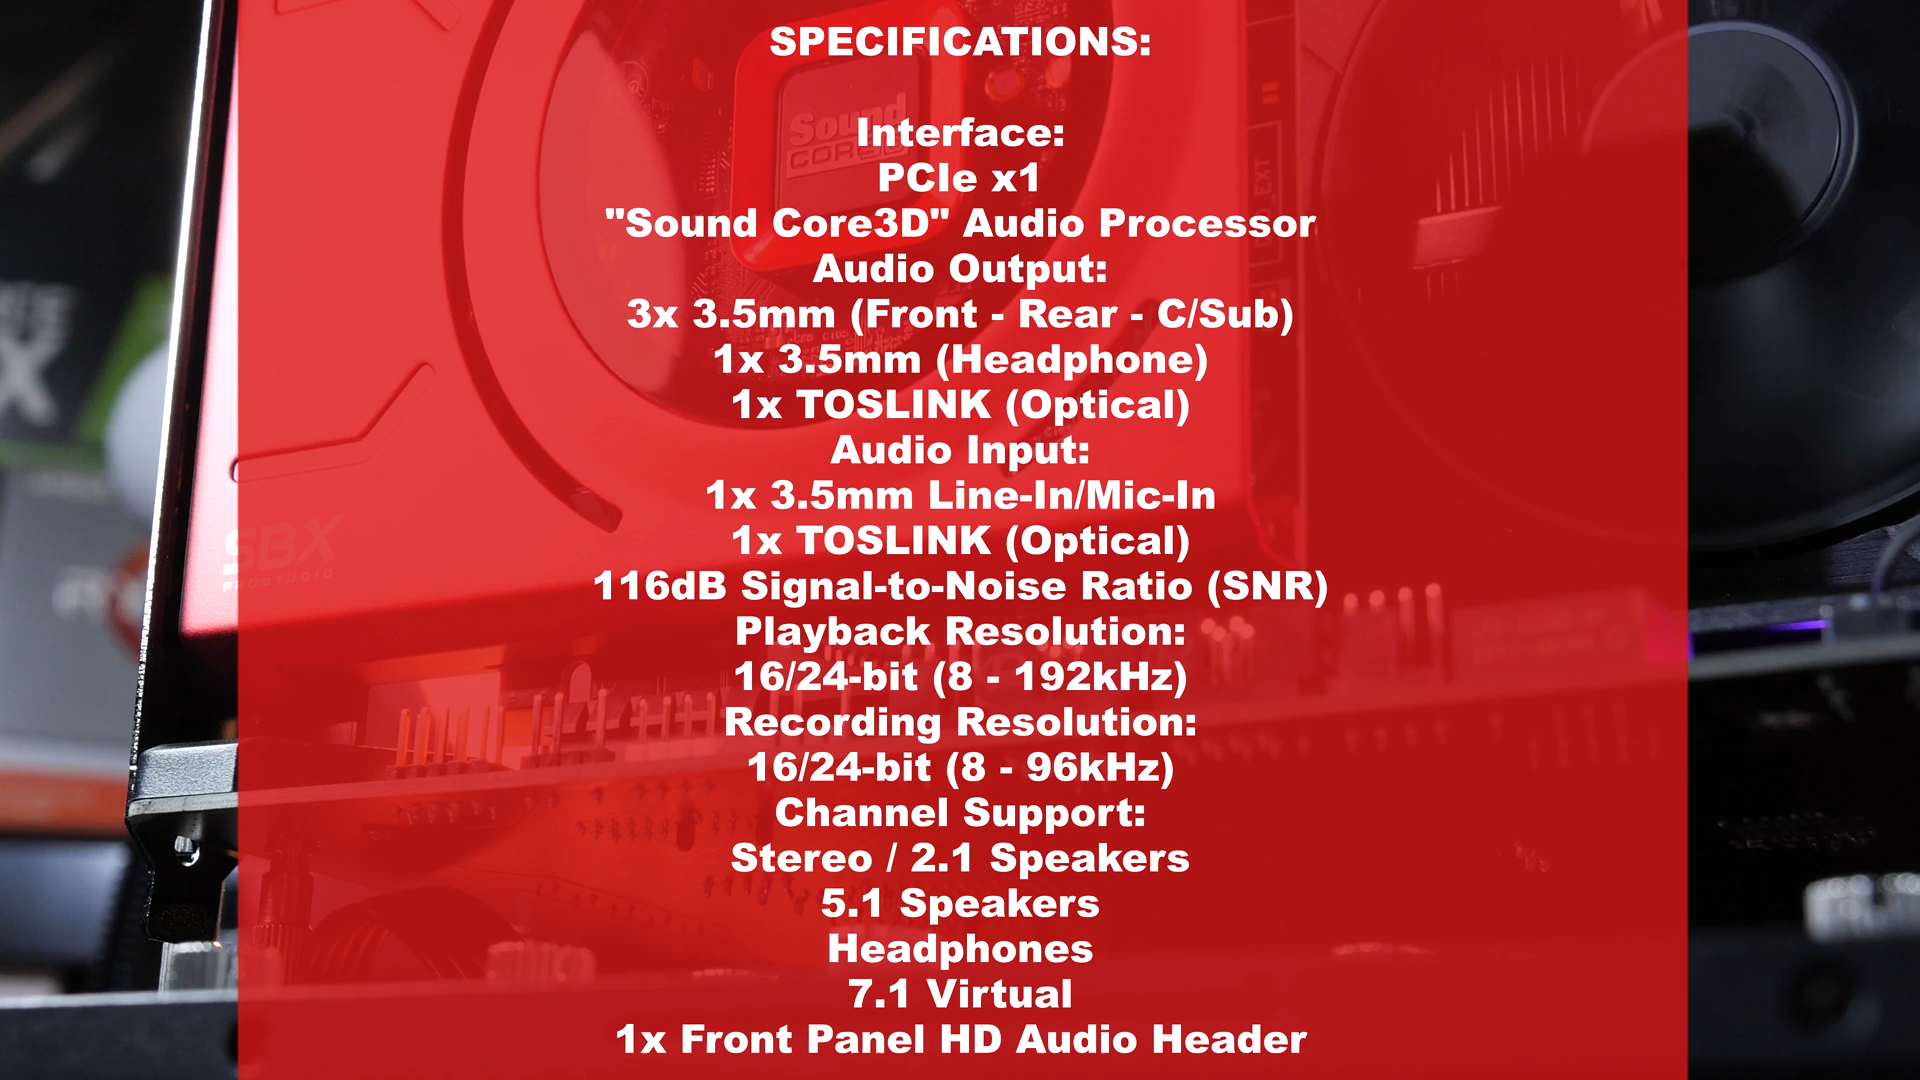 SPECIFICATIONS:
Interface:
PCIe x1
"Sound Core3D" Audio Processor
Audio Output:
3x 3.5mm (Front - Rear - C/Sub)
1x 3.5mm (Headphone)
1x TOSLINK (Optical)
Audio Input:
1x 3.5mm Line-In/Mic-In
1x TOSLINK (Optical)
116dB Signal-to-Noise Ratio (SNR)
Playback Resolution:
16/24-bit (8 - 192kHz)
Recording Resolution:
16/24-bit (8 - 96kHz)
Channel Support:
Stereo / 2.1 Speakers
5.1 Speakers
Headphones
7.1 Virtual
1x Front Panel HD Audio Header
Sound
SBX
PROSTUDIO